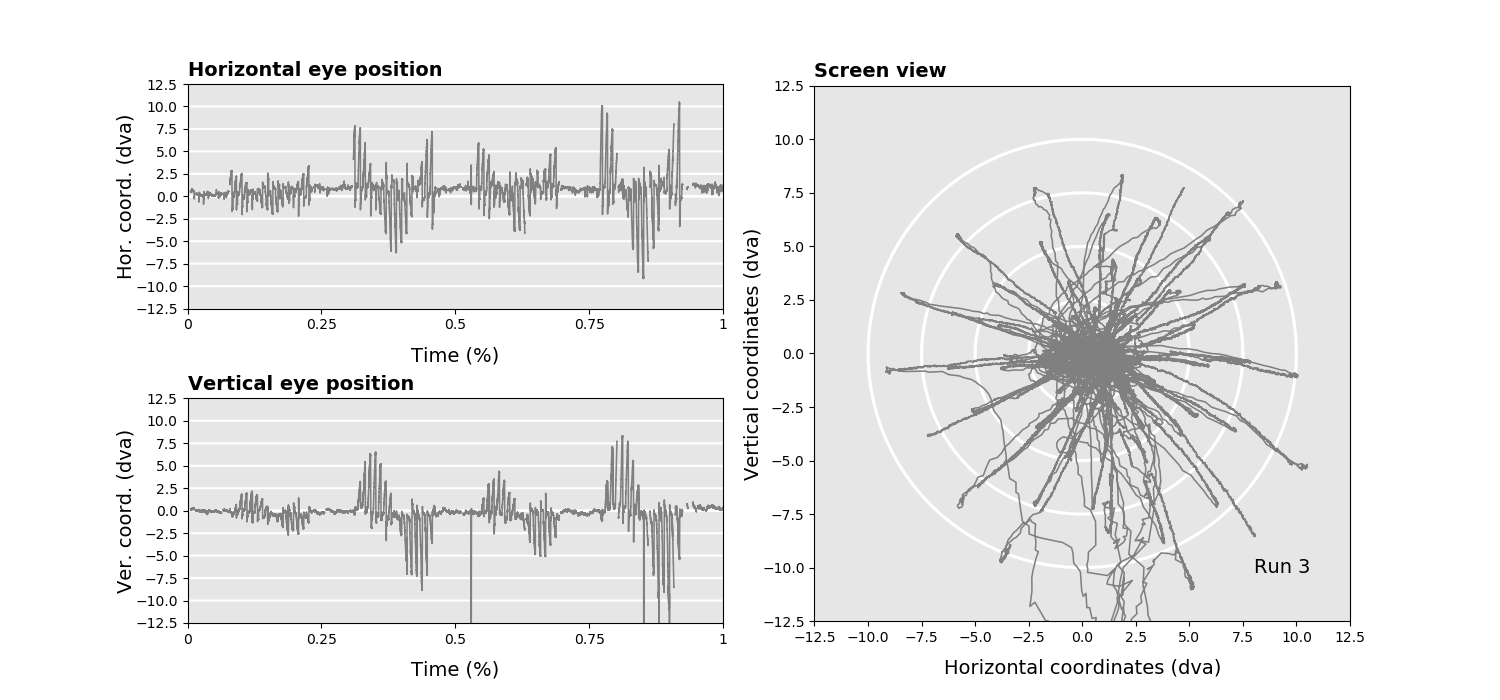 Horizontal eye position
Hor. coord. (dva)
12.5
10.0
7.5
5.0
2.5
0.0
−2.5
−5.0
−7.5
−10.0
−12.5
0 0.25 0.5 0.75 1
Time (%)
Vertical eye position
Ver. coord. (dva)
12.5
10.0
7.5
5.0
2.5
0.0
−2.5
−5.0
−7.5
−10.0
−12.5
0 0.25 0.5 0.75 1
Time (%)
Screen view
Vertical coordinates (dva)
12.5
10.0
7.5
5.0
2.5
0.0
−2.5
−5.0
−7.5
−10.0
−12.5
Run 3
−12.5 −10.0 −7.5 −5.0 −2.5 0.0 2.5 5.0 7.5 10.0 12.5
Horizontal coordinates (dva)